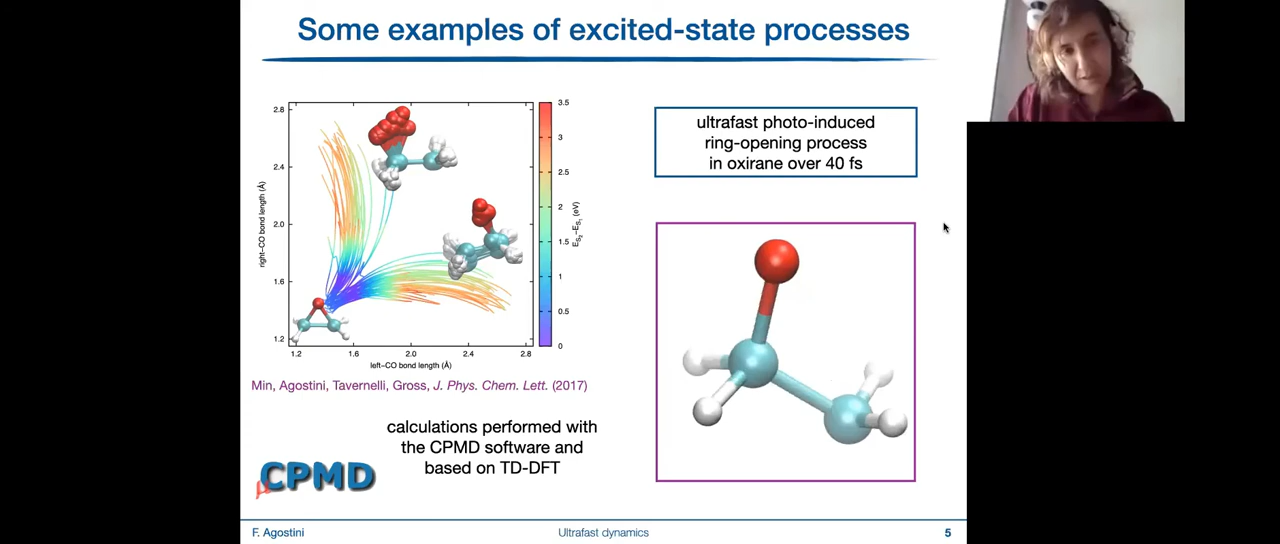 Some examples of excited-state processes
2.8
2.4
2.0
1.6
1.2
right–CO bond length (Å)
1.2
1.6
2.0
2.4
2.8
left–CO bond length (Å)
3.5
3
2.5
2
1.5
1
0.5
0
E_S2–E_S1 (eV)
Min, Agostini, Tavernelli, Gross, J. Phys. Chem. Lett. (2017)
ultrafast photo-induced
ring-opening process
in oxirane over 40 fs
calculations performed with
the CPMD software and
based on TD-DFT
CPMD
F. Agostini
Ultrafast dynamics
5